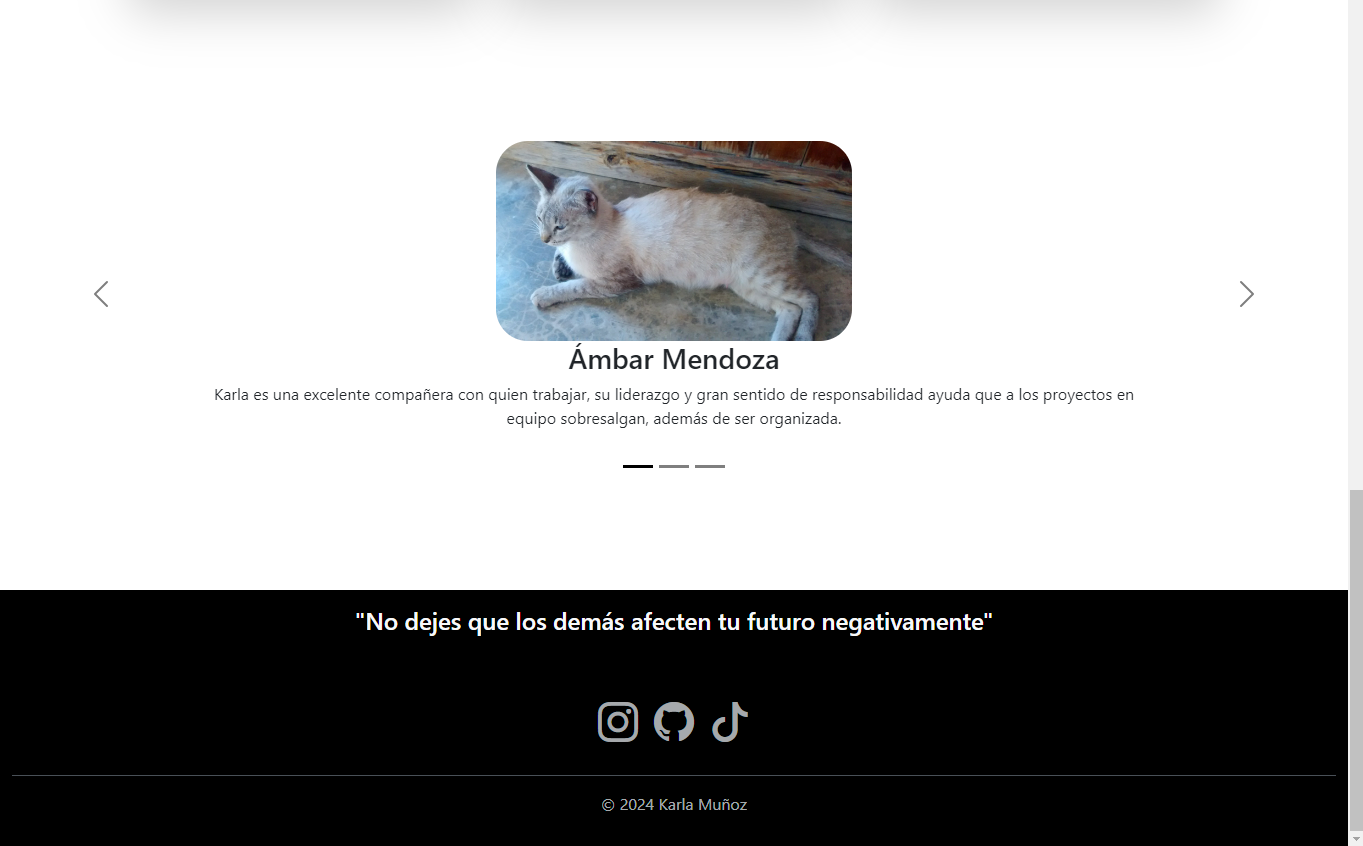 Ámbar Mendoza
Karla es una excelente compañera con quien trabajar, su liderazgo y gran sentido de responsabilidad ayuda que a los proyectos en
equipo sobresalgan, además de ser organizada.
"No dejes que los demás afecten tu futuro negativamente"
© 2024 Karla Muñoz